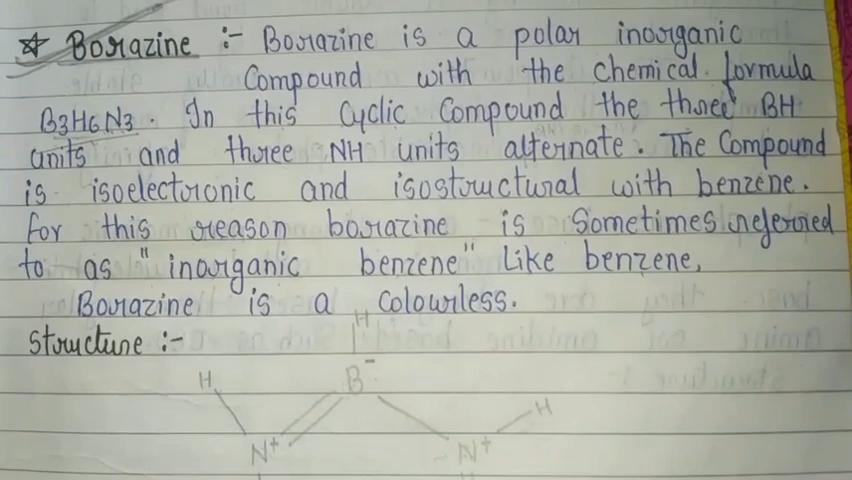 ☆ Borazine :- Borazine is a polar inorganic
Compound with the chemical formula
B3H6N3. In this Cyclic Compound the three BH
units and three NH units alternate. The Compound
is isoelectronic and isostructural with benzene.
for this reason borazine is Sometimes referred
to as "inorganic benzene" Like benzene,
Borazine is a colourless.
Structure :-
H
H B-
H
N+ N+